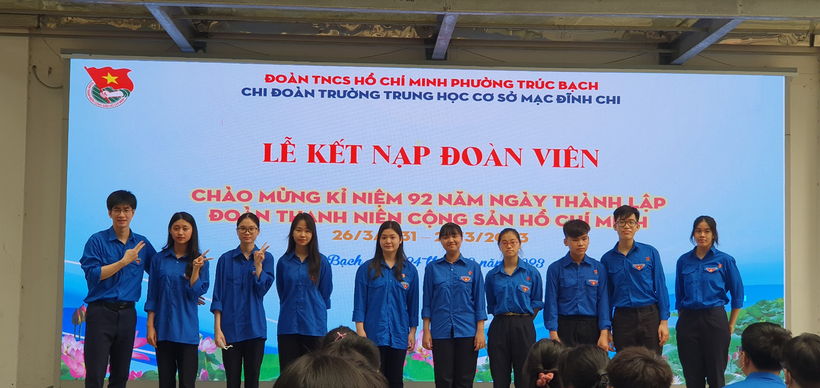 ĐOÀN TNCS HỒ CHÍ MINH PHƯỜNG TRÚC BẠCH
CHI ĐOÀN TRƯỜNG TRUNG HỌC CƠ SỞ MẠC ĐĨNH CHI
LỄ KẾT NẠP ĐOÀN VIÊN
CHÀO MỪNG KỈ NIỆM 92 NĂM NGÀY THÀNH LẬP
ĐOÀN THANH NIÊN CỘNG SẢN HỒ CHÍ MINH
26/3/
Bạch